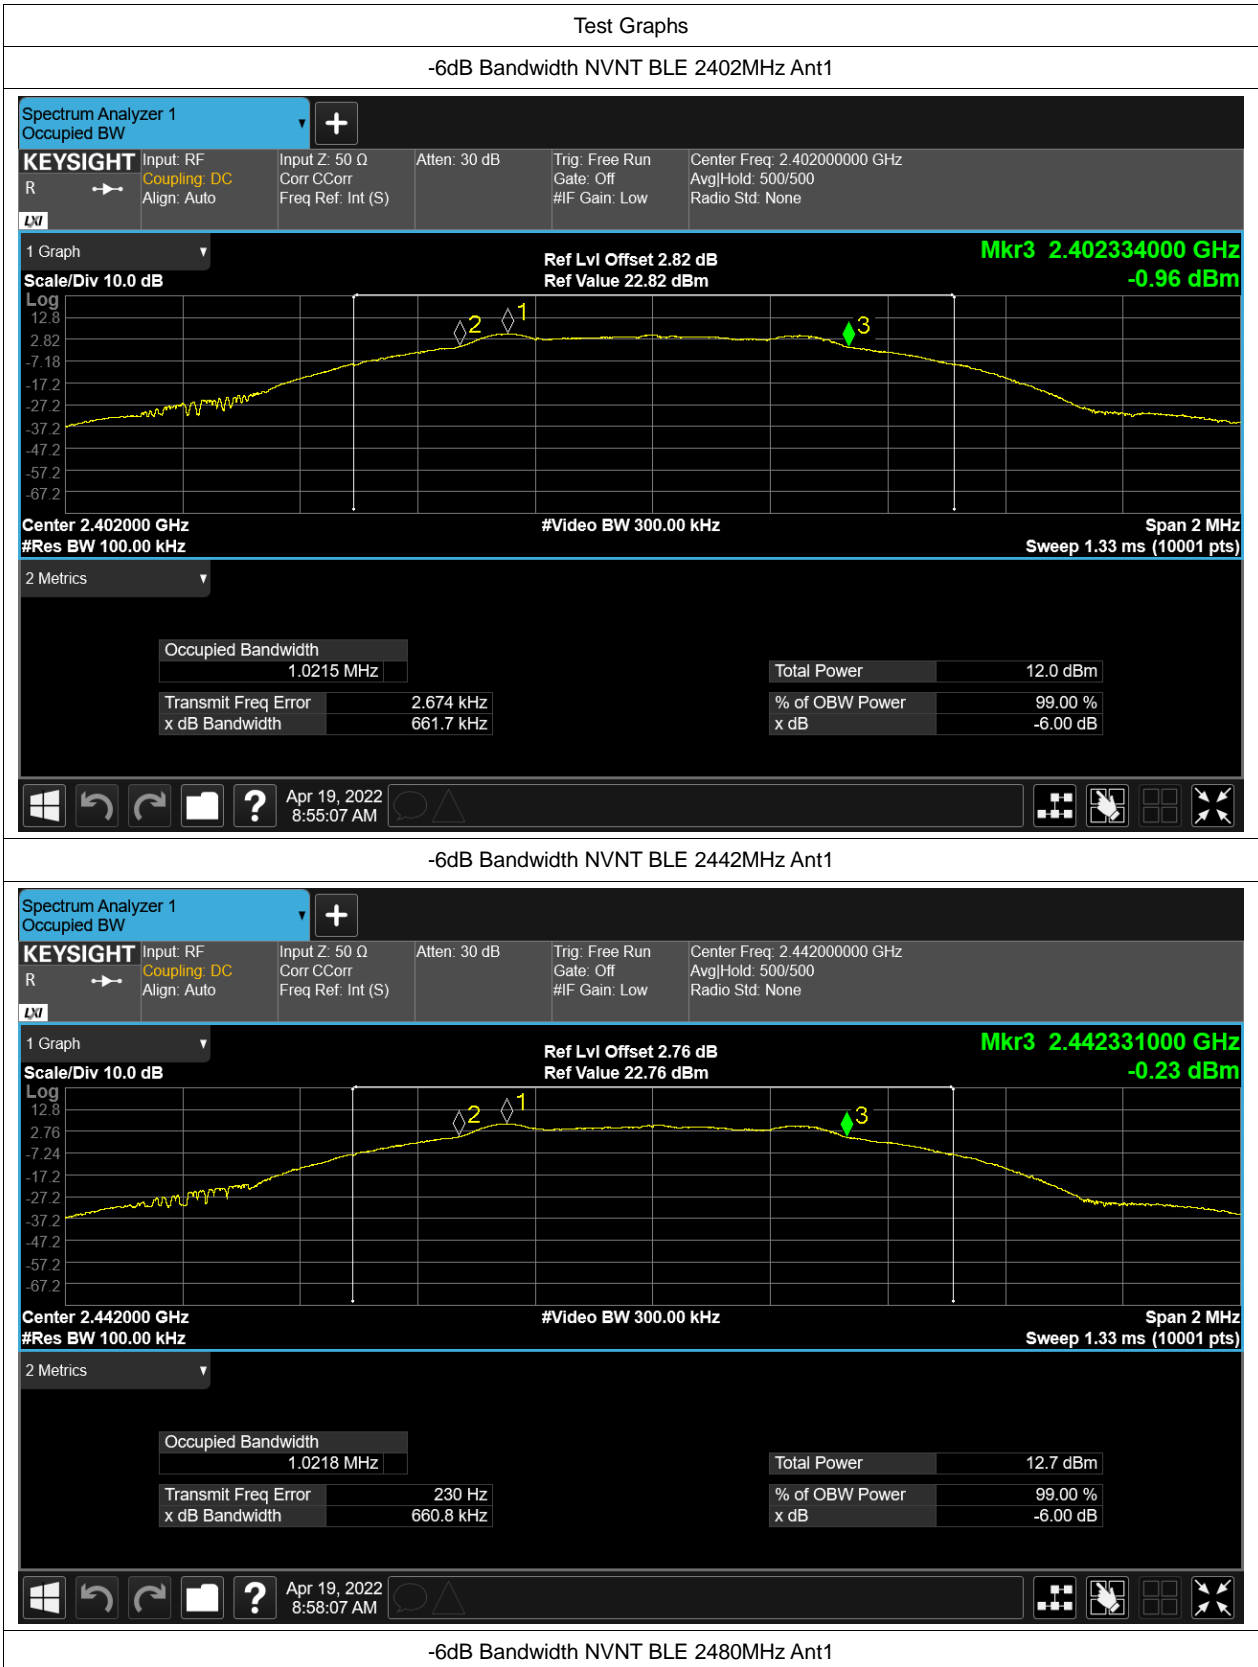 Test Graphs
-6dB Bandwidth NVNT BLE 2402MHz Ant1
Spectrum Analyzer 1
Occupied BW
KEYSIGHT Input: RF Input Z: 50 Ω Atten: 30 dB Trig: Free Run Center Freq: 2.402000000 GHz
R Coupling: DC Corr CCorr Gate: Off Avg|Hold: 500/500
Align: Auto Freq Ref: Int (S) #IF Gain: Low Radio Std: None
LXI
1 Graph Ref Lvl Offset 2.82 dB Mkr3 2.402334000 GHz
Scale/Div 10.0 dB Ref Value 22.82 dBm -0.96 dBm
Log
12.8
2.82
-7.18
-17.2
-27.2
-37.2
-47.2
-57.2
-67.2
2 1 3
Center 2.402000 GHz #Video BW 300.00 kHz Span 2 MHz
#Res BW 100.00 kHz Sweep 1.33 ms (10001 pts)
2 Metrics
Occupied Bandwidth
1.0215 MHz Total Power 12.0 dBm
Transmit Freq Error 2.674 kHz % of OBW Power 99.00 %
x dB Bandwidth 661.7 kHz x dB -6.00 dB
? Apr 19, 2022
8:55:07 AM
-6dB Bandwidth NVNT BLE 2442MHz Ant1
Spectrum Analyzer 1
Occupied BW
KEYSIGHT Input: RF Input Z: 50 Ω Atten: 30 dB Trig: Free Run Center Freq: 2.442000000 GHz
R Coupling: DC Corr CCorr Gate: Off Avg|Hold: 500/500
Align: Auto Freq Ref: Int (S) #IF Gain: Low Radio Std: None
LXI
1 Graph Ref Lvl Offset 2.76 dB Mkr3 2.442331000 GHz
Scale/Div 10.0 dB Ref Value 22.76 dBm -0.23 dBm
Log
12.8
2.76
-7.24
-17.2
-27.2
-37.2
-47.2
-57.2
-67.2
2 1 3
Center 2.442000 GHz #Video BW 300.00 kHz Span 2 MHz
#Res BW 100.00 kHz Sweep 1.33 ms (10001 pts)
2 Metrics
Occupied Bandwidth
1.0218 MHz Total Power 12.7 dBm
Transmit Freq Error 230 Hz % of OBW Power 99.00 %
x dB Bandwidth 660.8 kHz x dB -6.00 dB
? Apr 19, 2022
8:58:07 AM
-6dB Bandwidth NVNT BLE 2480MHz Ant1